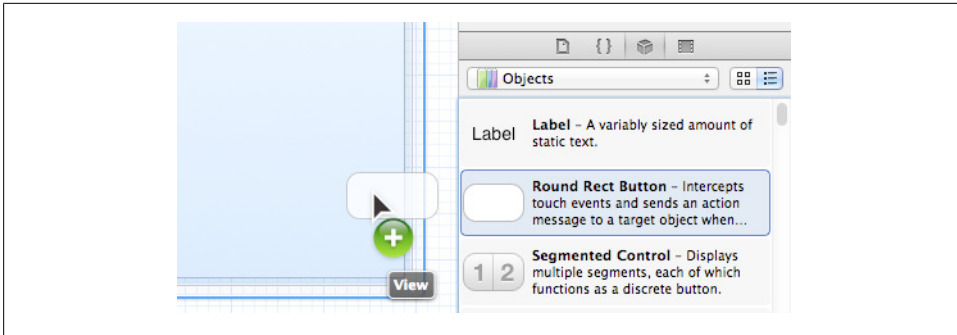 {}
Objects
Label
Label – A variably sized amount of
static text.
Round Rect Button – Intercepts
touch events and sends an action
message to a target object when...
1 2
Segmented Control – Displays
multiple segments, each of which
functions as a discrete button.
View